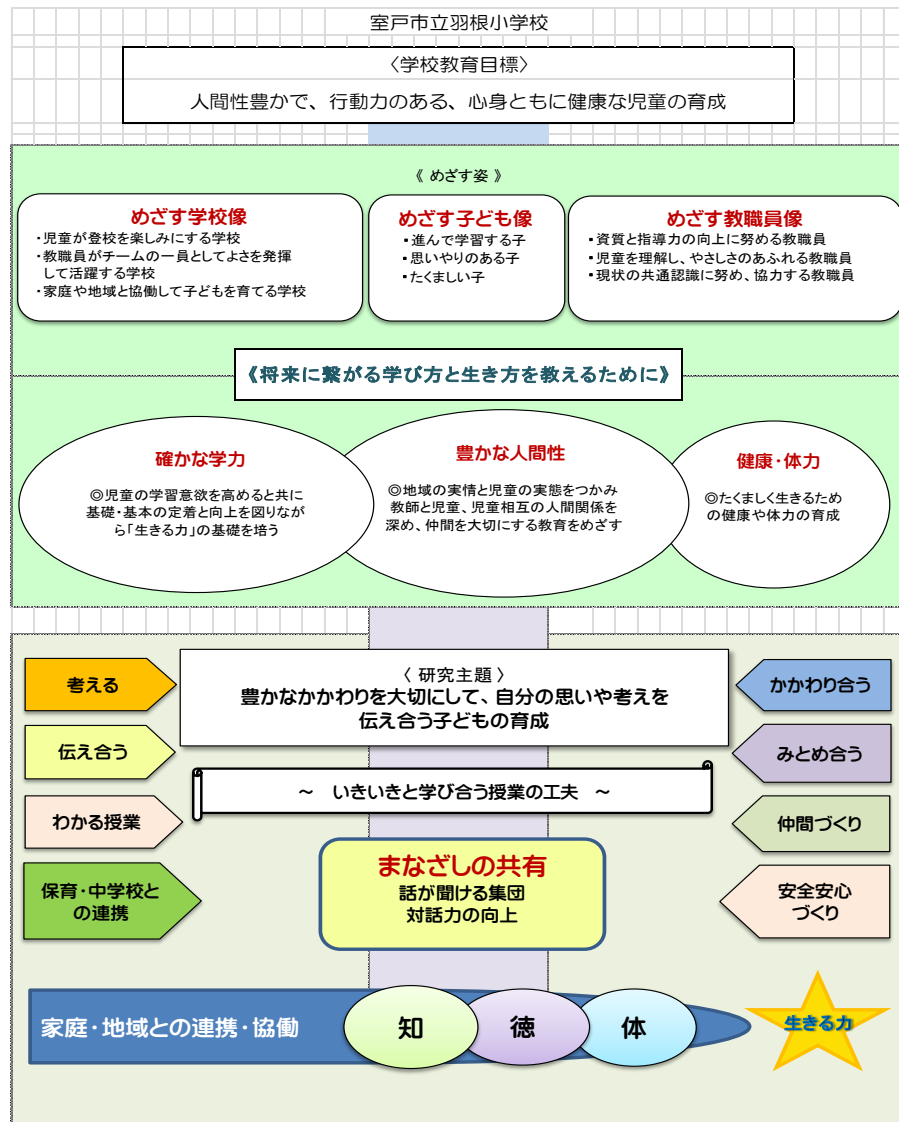 室戸市立羽根小学校
〈学校教育目標〉
人間性豊かで、行動力のある、心身ともに健康な児童の育成
《 めざす姿 》
めざす学校像
・児童が登校を楽しみにする学校
・教職員がチームの一員としてよさを発揮
して活躍する学校
・家庭や地域と協働して子どもを育てる学校
めざす子ども像
▪進んで学習する子
▪思いやりのある子
▪たくましい子
めざす教職員像
▪資質と指導力の向上に努める教職員
▪児童を理解し、やさしさのあふれる教職員
▪現状の共通認識に努め、協力する教職員
《将来に繋がる学び方と生き方を教えるために》
確かな学力
◎児童の学習意欲を高めると共に
基礎・基本の定着と向上を図りなが
ら「生きる力」の基礎を培う
豊かな人間性
◎地域の実情と児童の実態をつかみ
教師と児童、児童相互の人間関係を
深め、仲間を大切にする教育をめざす
健康・体力
◎たくましく生きるため
の健康や体力の育成
〈 研究主題 〉
豊かなかかわりを大切にして、自分の思いや考えを
伝え合う子どもの育成
~ いきいきと学び合う授業の工夫 ~
考える
伝え合う
わかる授業
保育・中学校と
の連携
かかわり合う
みとめ合う
仲間づくり
安全安心
づくり
まなざしの共有
話が聞ける集団
対話力の向上
家庭・地域との連携・協働
知
徳
体
生きる力